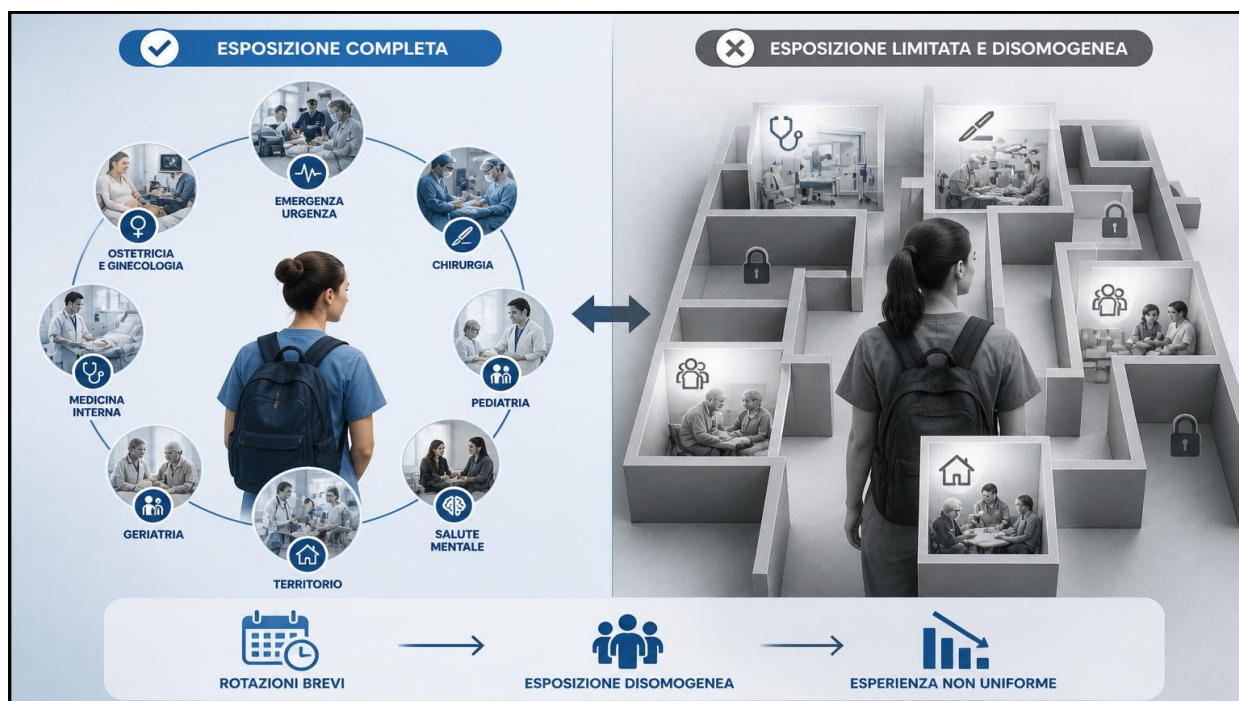 ESPOSIZIONE COMPLETA
ESPOSIZIONE LIMITATA E DISOMOGENEA
EMERGENZA
URGENZA
CHIRURGIA
PEDIATRIA
SALUTE
MENTALE
TERRITORIO
GERIATRIA
MEDICINA
INTERNA
OSTETRICIA
E GINECOLOGIA
ROTAZIONI BREVI
ESPOSIZIONE DISOMOGENEA
ESPERIENZA NON UNIFORME